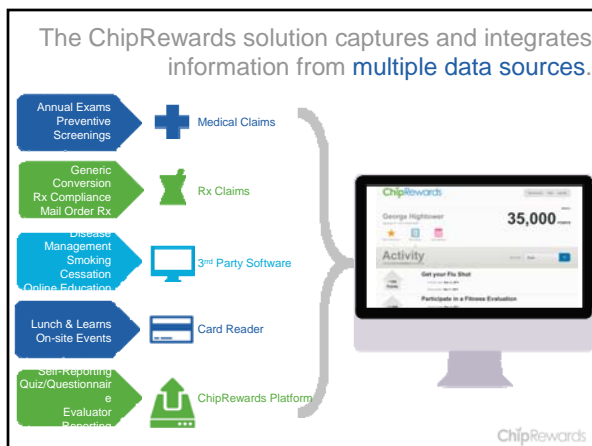 The ChipRewards solution captures and integrates
information from multiple data sources.
Annual Exams
Preventive
Screenings
Medical Claims
Generic
Conversion
Rx Compliance
Mail Order Rx
Rx Claims
Disease
Management
Smoking
Cessation
Online Education
3rd Party Software
Lunch & Learns
On-site Events
Card Reader
Self-Reporting
Quiz/Questionnair
e
Evaluator
Reporting
ChipRewards Platform
ChipRewards
George Hightower
35,000
Activity
Get your Flu Shot
Participate in a Fitness Evaluation
ChipRewards